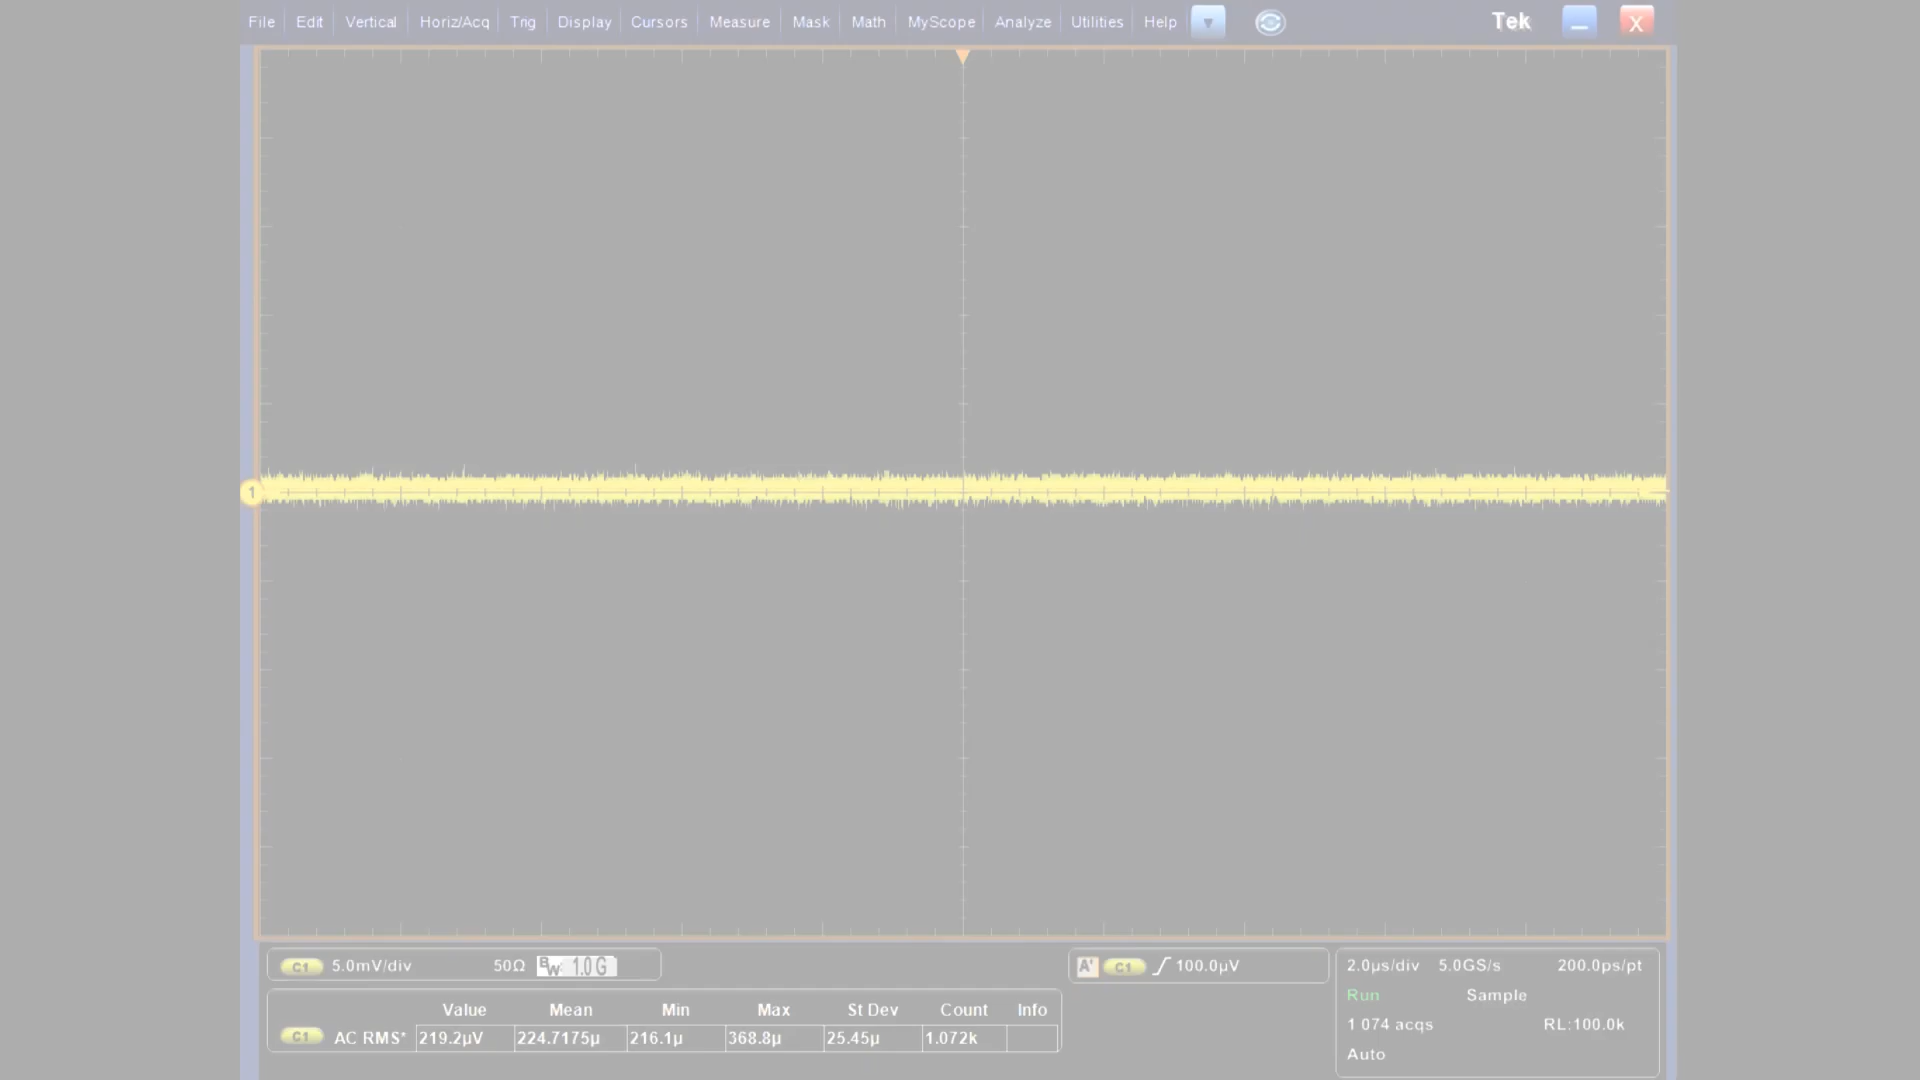 File Edit Vertical Horiz/Acq Trig Display Cursors Measure Mask Math MyScope Analyze Utilities Help Tek X
1
C1 5.0mV/div 50Ω BW: 1.0 G
A' C1 100.0µV
2.0µs/div 5.0GS/s 200.0ps/pt
Run Sample
1 074 acqs RL:100.0k
Auto
Value Mean Min Max St Dev Count Info
C1 AC RMS* 219.2µV 224.7175µ 216.1µ 368.8µ 25.45µ 1.072k